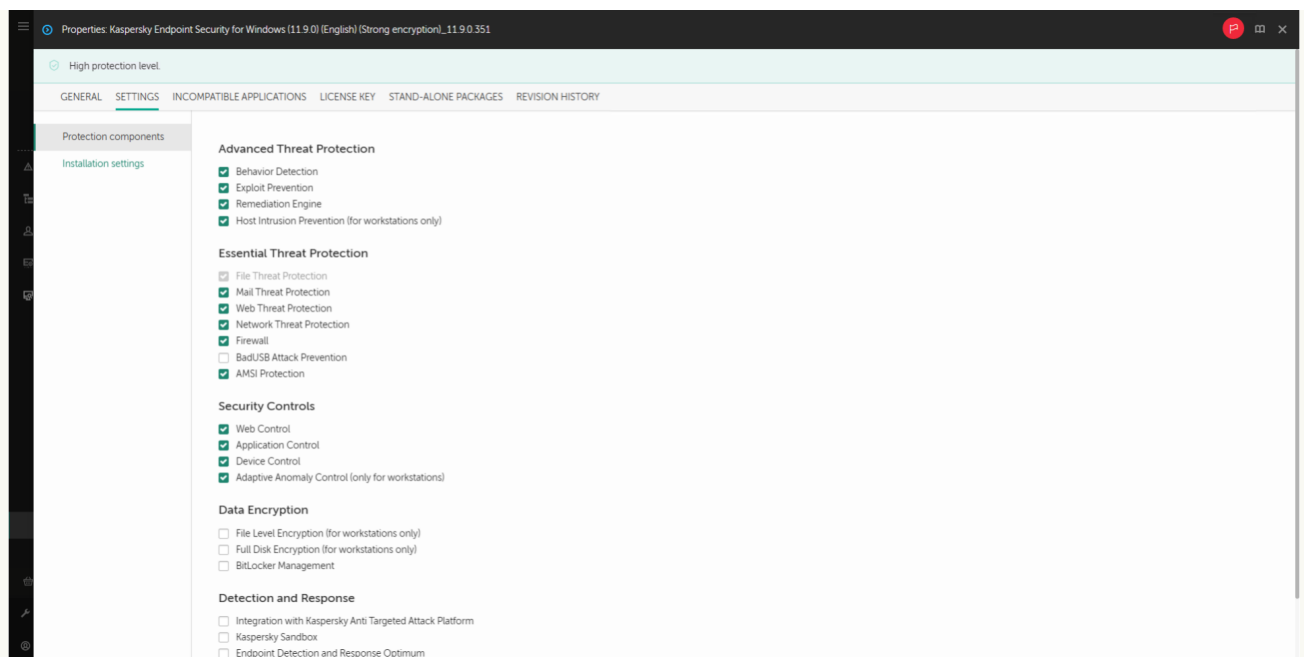 Properties: Kaspersky Endpoint Security for Windows (11.9.0) (English) (Strong encryption)_11.9.0.351
High protection level.
GENERAL SETTINGS INCOMPATIBLE APPLICATIONS LICENSE KEY STAND-ALONE PACKAGES REVISION HISTORY
Protection components
Installation settings
Advanced Threat Protection
Behavior Detection
Exploit Prevention
Remediation Engine
Host Intrusion Prevention (for workstations only)
Essential Threat Protection
File Threat Protection
Mail Threat Protection
Web Threat Protection
Network Threat Protection
Firewall
BadUSB Attack Prevention
AMSI Protection
Security Controls
Web Control
Application Control
Device Control
Adaptive Anomaly Control (only for workstations)
Data Encryption
File Level Encryption (for workstations only)
Full Disk Encryption (for workstations only)
BitLocker Management
Detection and Response
Integration with Kaspersky Anti Targeted Attack Platform
Kaspersky Sandbox
Endpoint Detection and Response Optimum